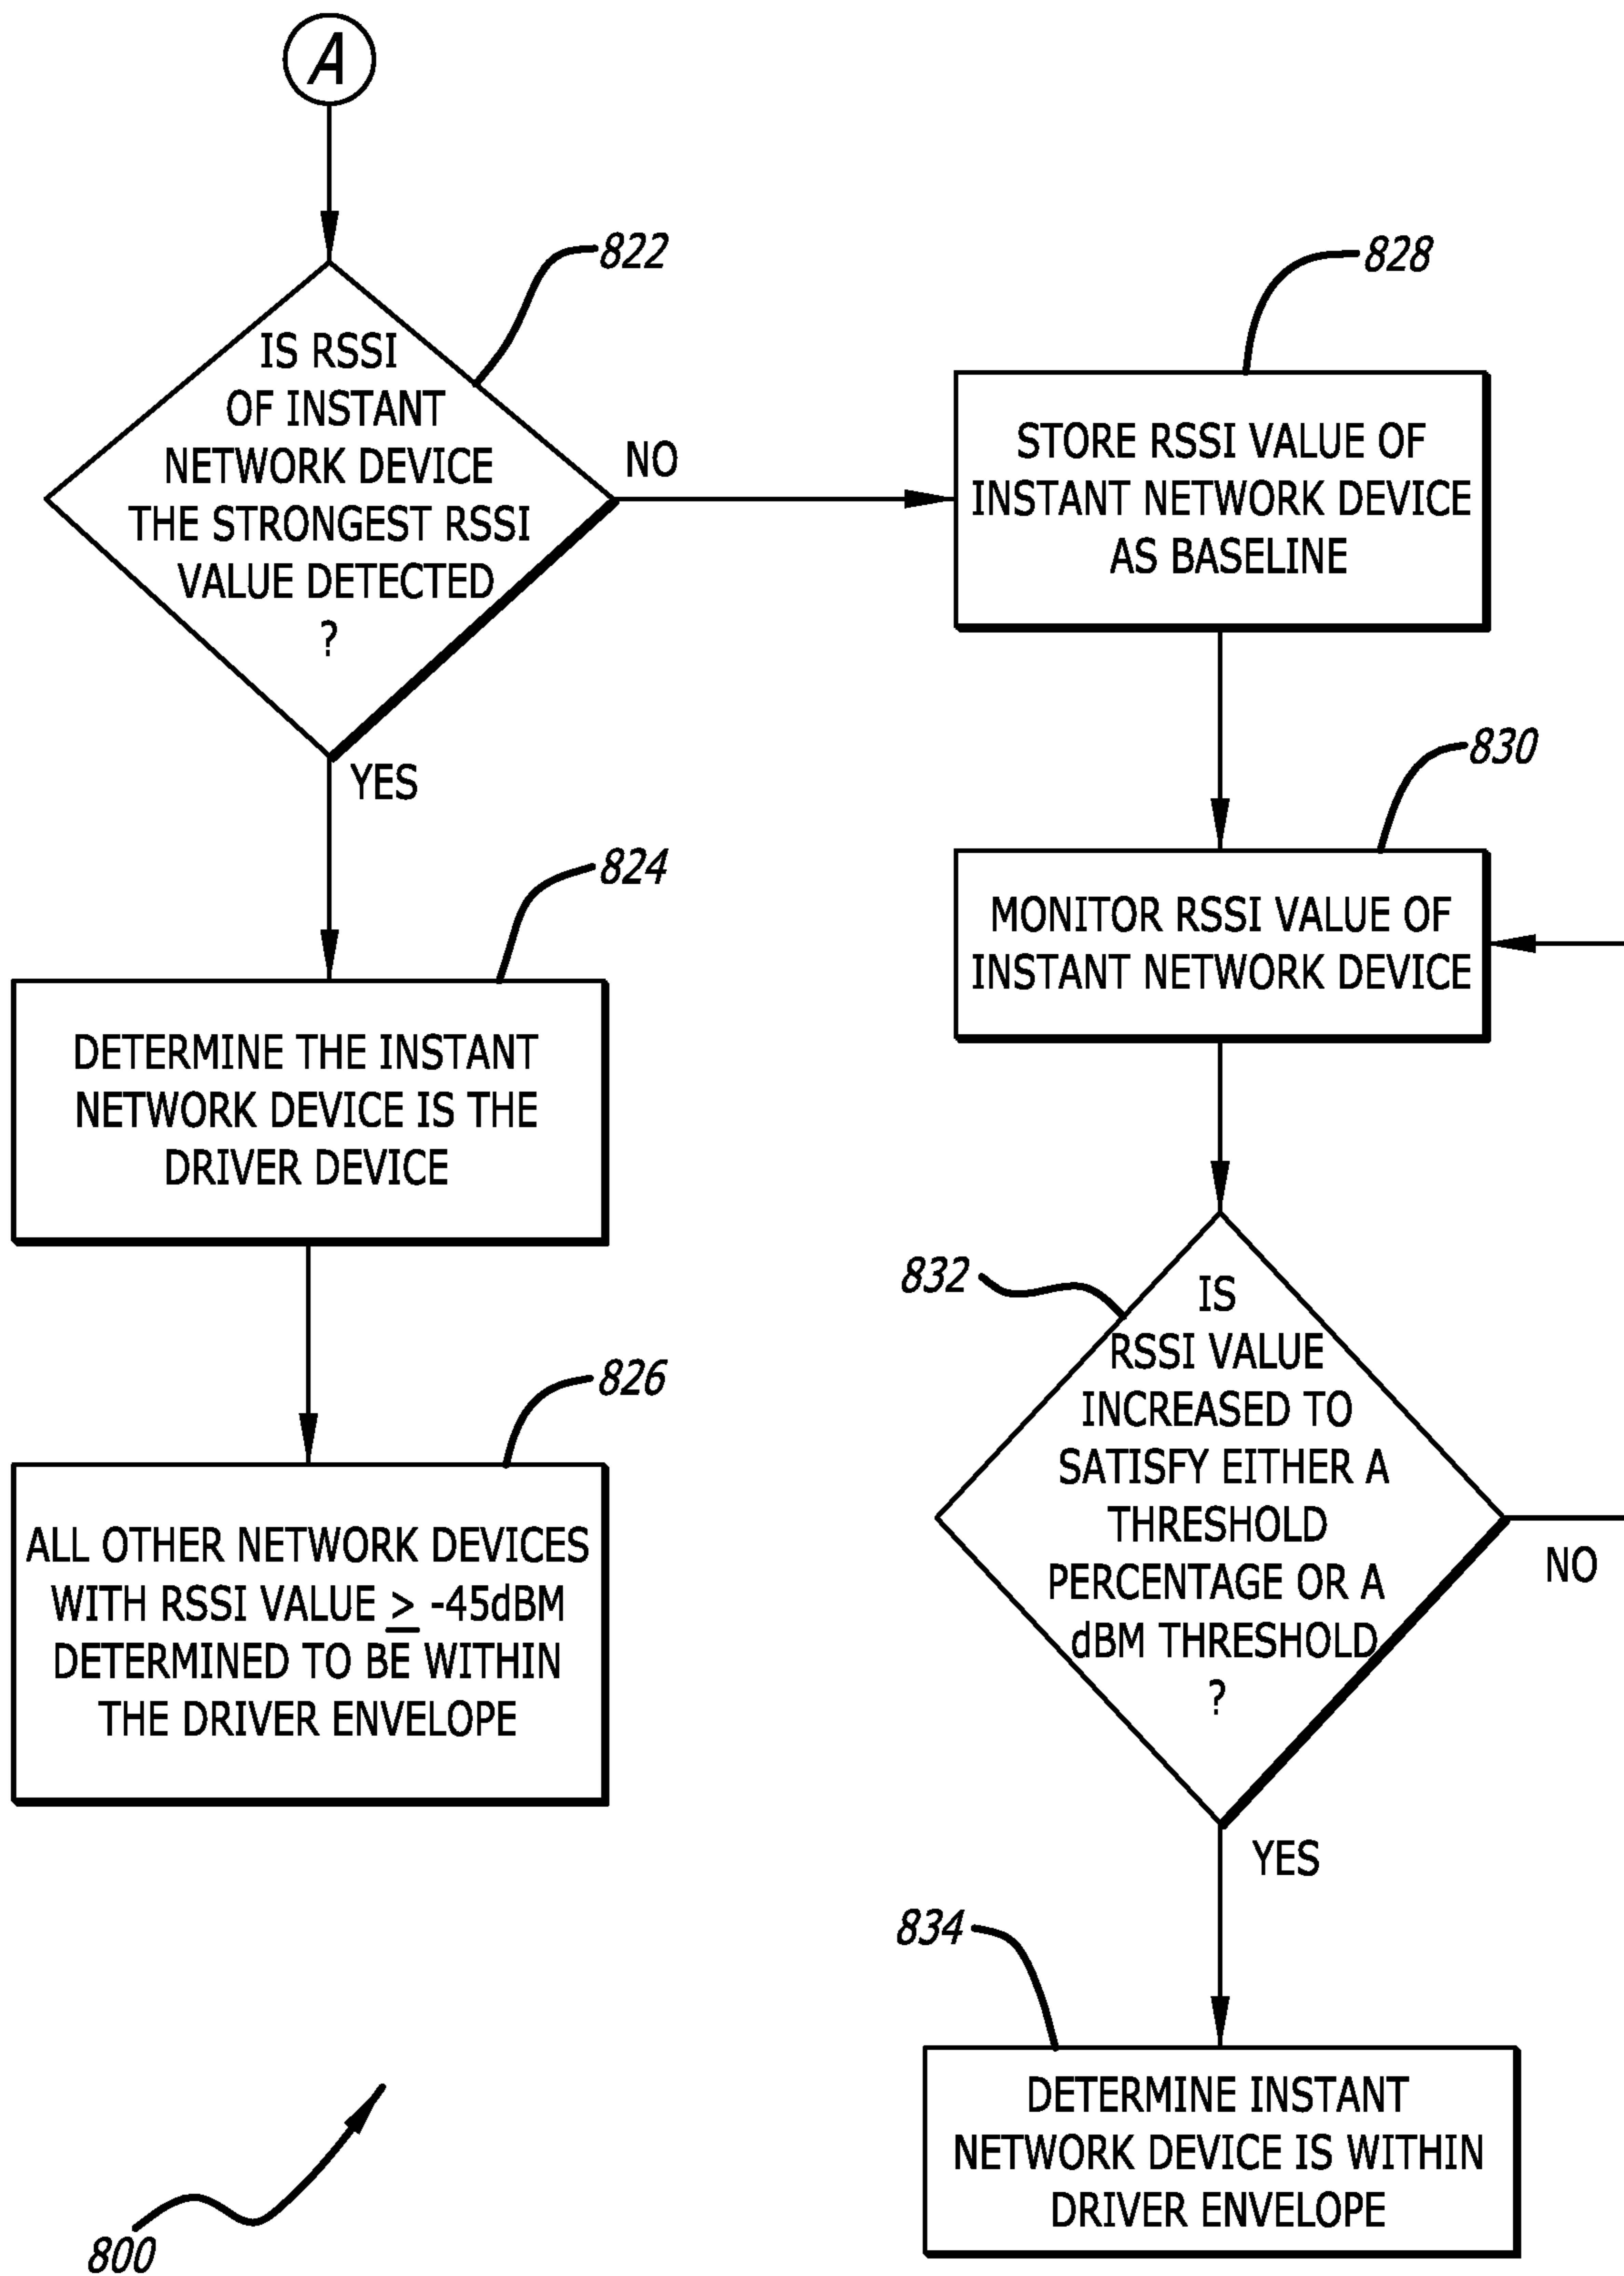 A
822
IS RSSI
OF INSTANT
NETWORK DEVICE
THE STRONGEST RSSI
VALUE DETECTED
?
NO
YES
824
DETERMINE THE INSTANT
NETWORK DEVICE IS THE
DRIVER DEVICE
826
ALL OTHER NETWORK DEVICES
WITH RSSI VALUE ≥ -45dBM
DETERMINED TO BE WITHIN
THE DRIVER ENVELOPE
828
STORE RSSI VALUE OF
INSTANT NETWORK DEVICE
AS BASELINE
830
MONITOR RSSI VALUE OF
INSTANT NETWORK DEVICE
832
IS
RSSI VALUE
INCREASED TO
SATISFY EITHER A
THRESHOLD
PERCENTAGE OR A
dBM THRESHOLD
?
NO
YES
834
DETERMINE INSTANT
NETWORK DEVICE IS WITHIN
DRIVER ENVELOPE
800